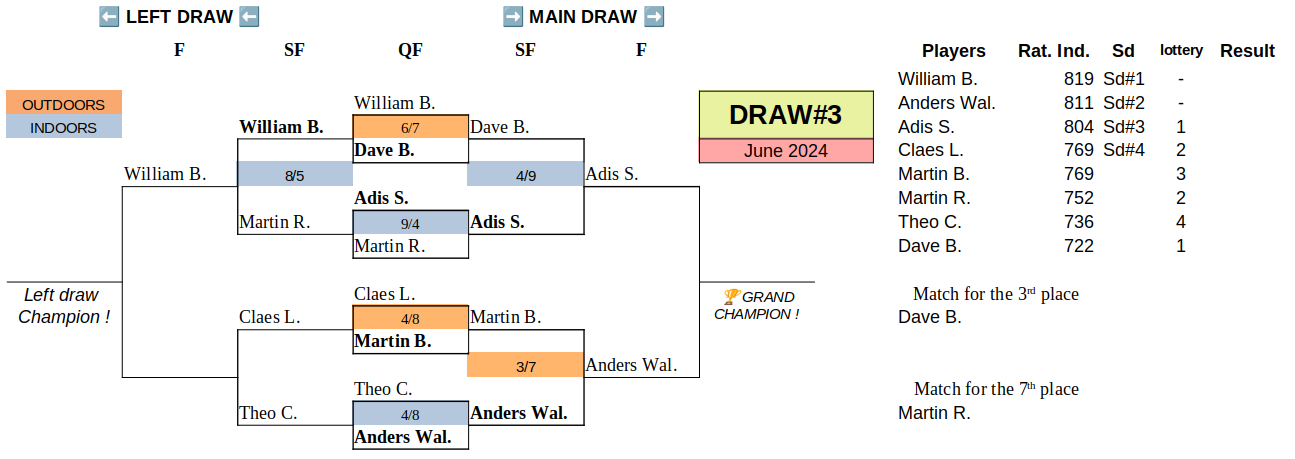 ⬅ LEFT DRAW ⬅ ➡ MAIN DRAW ➡
F SF QF SF F
Players Rat. Ind. Sd lottery Result
William B. 819 Sd#1 -
Anders Wal. 811 Sd#2 -
Adis S. 804 Sd#3 1
Claes L. 769 Sd#4 2
Martin B. 769 3
Martin R. 752 2
Theo C. 736 4
Dave B. 722 1
OUTDOORS
INDOORS
DRAW#3
June 2024
William B.
6/7
Dave B.
Adis S.
9/4
Martin R.
Claes L.
4/8
Martin B.
Theo C.
4/8
Anders Wal.
William B.
8/5
Martin R.
Claes L.
Theo C.
William B.
Left draw
Champion !
Dave B.
4/9
Adis S.
Martin B.
3/7
Anders Wal.
Adis S.
Anders Wal.
🏆GRAND
CHAMPION !
Match for the 3rd place
Dave B.
Match for the 7th place
Martin R.